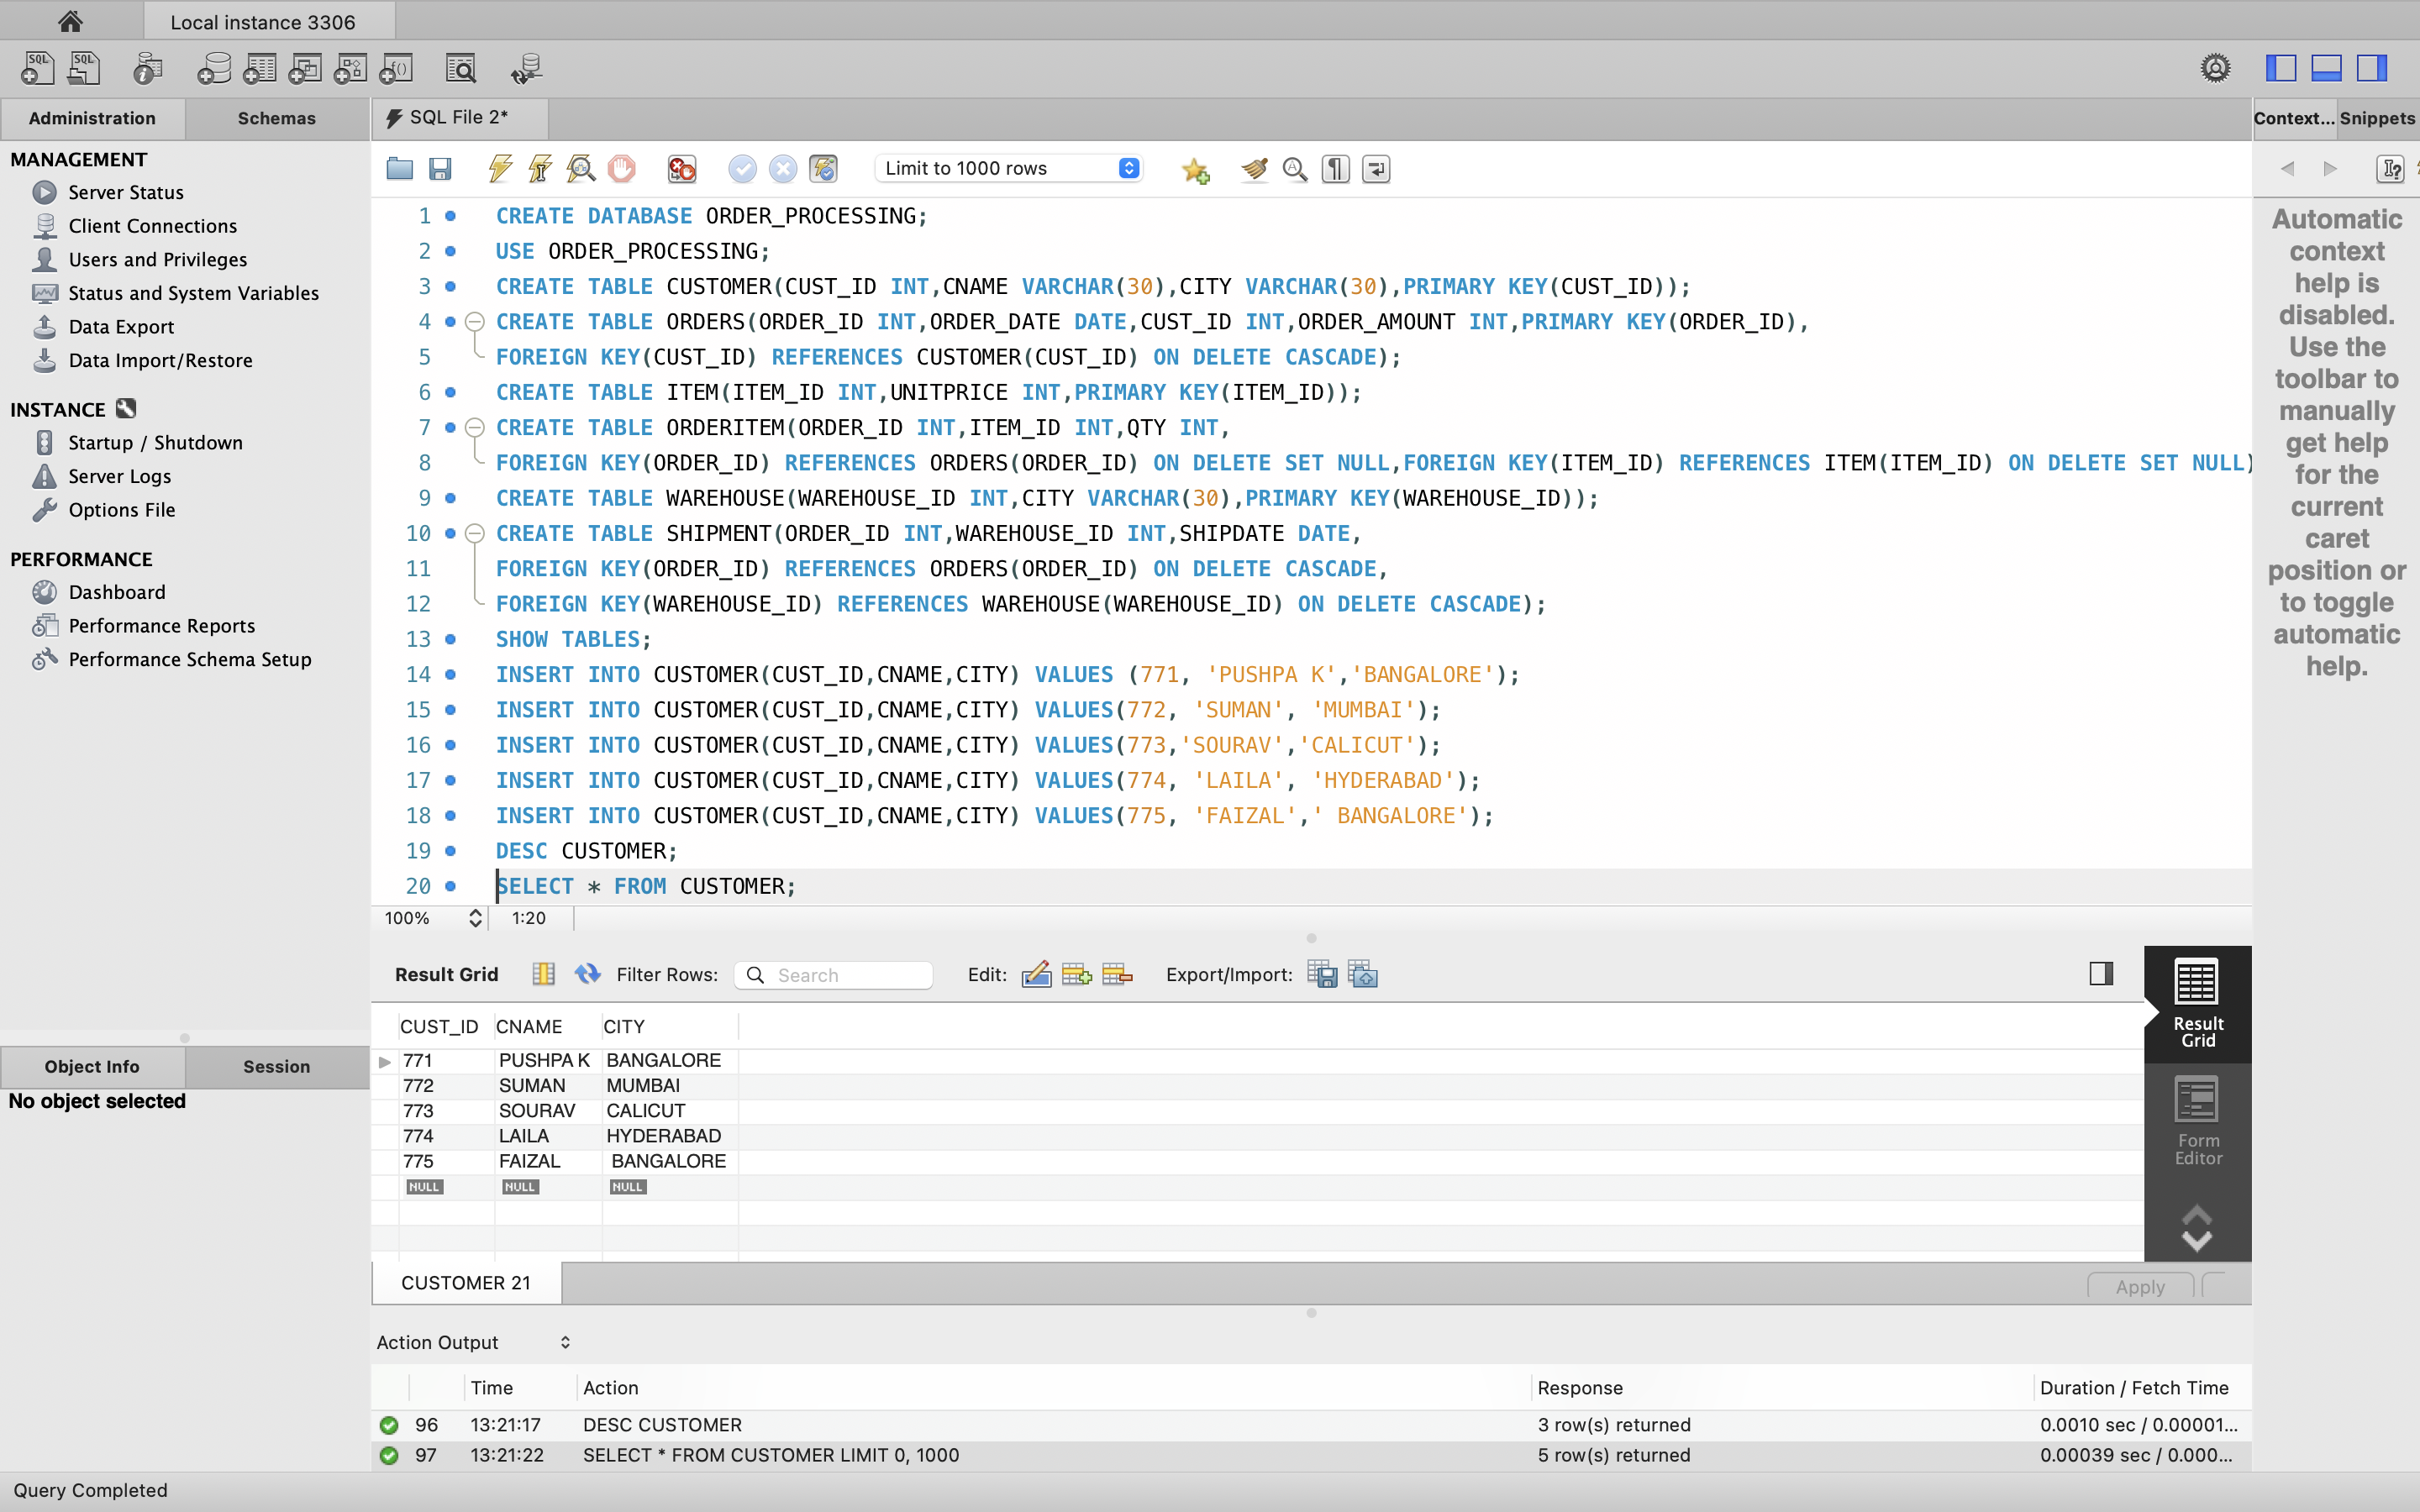 Local instance 3306
Administration
Schemas
SQL File 2*
Context...
Snippets
MANAGEMENT
Server Status
Client Connections
Users and Privileges
Status and System Variables
Data Export
Data Import/Restore
INSTANCE
Startup / Shutdown
Server Logs
Options File
PERFORMANCE
Dashboard
Performance Reports
Performance Schema Setup
Object Info
Session
No object selected
Limit to 1000 rows
1 CREATE DATABASE ORDER_PROCESSING;
2 USE ORDER_PROCESSING;
3 CREATE TABLE CUSTOMER(CUST_ID INT,CNAME VARCHAR(30),CITY VARCHAR(30),PRIMARY KEY(CUST_ID));
4 CREATE TABLE ORDERS(ORDER_ID INT,ORDER_DATE DATE,CUST_ID INT,ORDER_AMOUNT INT,PRIMARY KEY(ORDER_ID),
5 FOREIGN KEY(CUST_ID) REFERENCES CUSTOMER(CUST_ID) ON DELETE CASCADE);
6 CREATE TABLE ITEM(ITEM_ID INT,UNITPRICE INT,PRIMARY KEY(ITEM_ID));
7 CREATE TABLE ORDERITEM(ORDER_ID INT,ITEM_ID INT,QTY INT,
8 FOREIGN KEY(ORDER_ID) REFERENCES ORDERS(ORDER_ID) ON DELETE SET NULL,FOREIGN KEY(ITEM_ID) REFERENCES ITEM(ITEM_ID) ON DELETE SET NULL)
9 CREATE TABLE WAREHOUSE(WAREHOUSE_ID INT,CITY VARCHAR(30),PRIMARY KEY(WAREHOUSE_ID));
10 CREATE TABLE SHIPMENT(ORDER_ID INT,WAREHOUSE_ID INT,SHIPDATE DATE,
11 FOREIGN KEY(ORDER_ID) REFERENCES ORDERS(ORDER_ID) ON DELETE CASCADE,
12 FOREIGN KEY(WAREHOUSE_ID) REFERENCES WAREHOUSE(WAREHOUSE_ID) ON DELETE CASCADE);
13 SHOW TABLES;
14 INSERT INTO CUSTOMER(CUST_ID,CNAME,CITY) VALUES (771, 'PUSHPA K','BANGALORE');
15 INSERT INTO CUSTOMER(CUST_ID,CNAME,CITY) VALUES(772, 'SUMAN', 'MUMBAI');
16 INSERT INTO CUSTOMER(CUST_ID,CNAME,CITY) VALUES(773,'SOURAV','CALICUT');
17 INSERT INTO CUSTOMER(CUST_ID,CNAME,CITY) VALUES(774, 'LAILA', 'HYDERABAD');
18 INSERT INTO CUSTOMER(CUST_ID,CNAME,CITY) VALUES(775, 'FAIZAL',' BANGALORE');
19 DESC CUSTOMER;
20 SELECT * FROM CUSTOMER;
100% 1:20
Automatic
context
help is
disabled.
Use the
toolbar to
manually
get help
for the
current
caret
position or
to toggle
automatic
help.
Result Grid Filter Rows: Search Edit: Export/Import:
CUST_ID CNAME CITY
771 PUSHPA K BANGALORE
772 SUMAN MUMBAI
773 SOURAV CALICUT
774 LAILA HYDERABAD
775 FAIZAL BANGALORE
NULL NULL NULL
Result
Grid
Form
Editor
CUSTOMER 21
Apply
Action Output
Time Action Response Duration / Fetch Time
96 13:21:17 DESC CUSTOMER 3 row(s) returned 0.0010 sec / 0.00001...
97 13:21:22 SELECT * FROM CUSTOMER LIMIT 0, 1000 5 row(s) returned 0.00039 sec / 0.000...
Query Completed